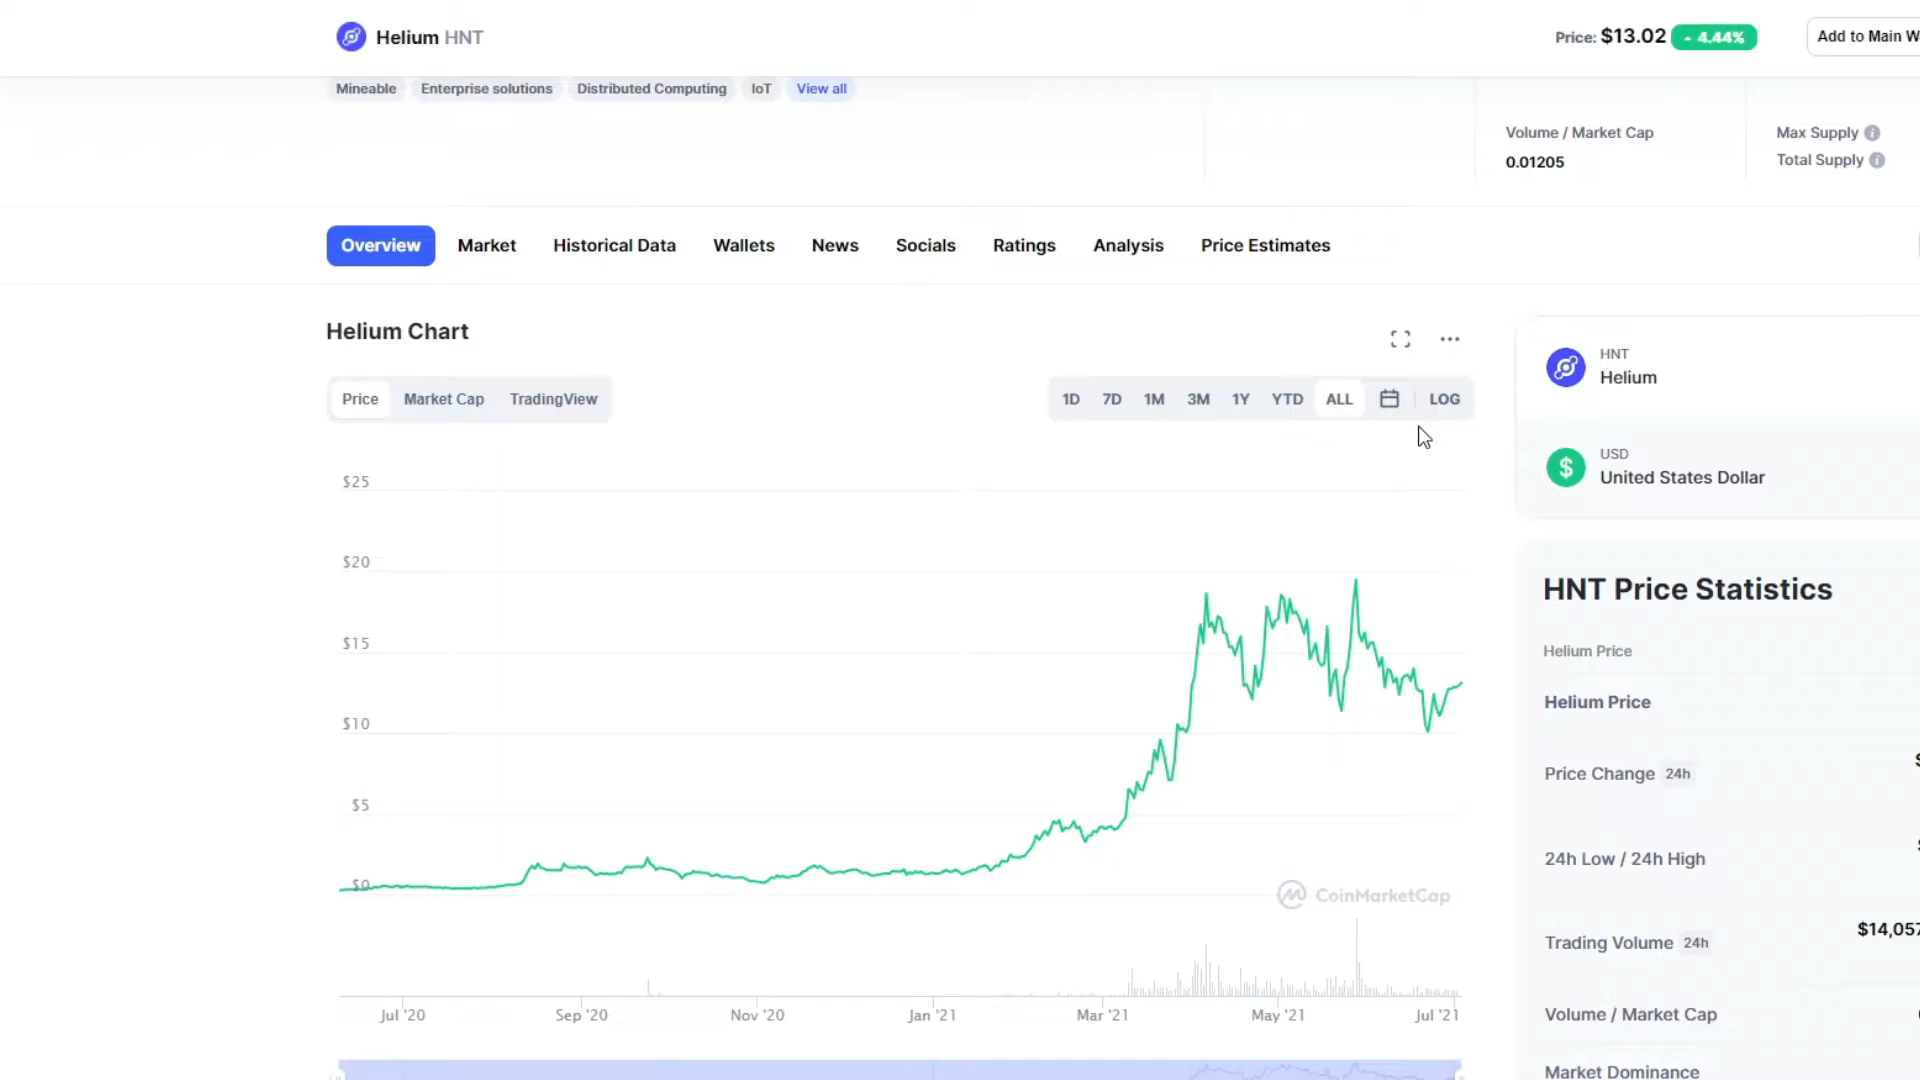 Helium HNT
Price: $13.02 4.44%
Add to Main W
Mineable Enterprise solutions Distributed Computing IoT View all
Volume / Market Cap
0.01205
Max Supply
Total Supply
Overview Market Historical Data Wallets News Socials Ratings Analysis Price Estimates
Helium Chart
Price Market Cap TradingView
1D 7D 1M 3M 1Y YTD ALL LOG
$25
$20
$15
$10
$5
$0
CoinMarketCap
Jul '20 Sep '20 Nov '20 Jan '21 Mar '21 May '21 Jul '21
HNT
Helium
USD
United States Dollar
HNT Price Statistics
Helium Price
Helium Price
Price Change 24h
24h Low / 24h High
Trading Volume 24h
$14,057
Volume / Market Cap
Market Dominance